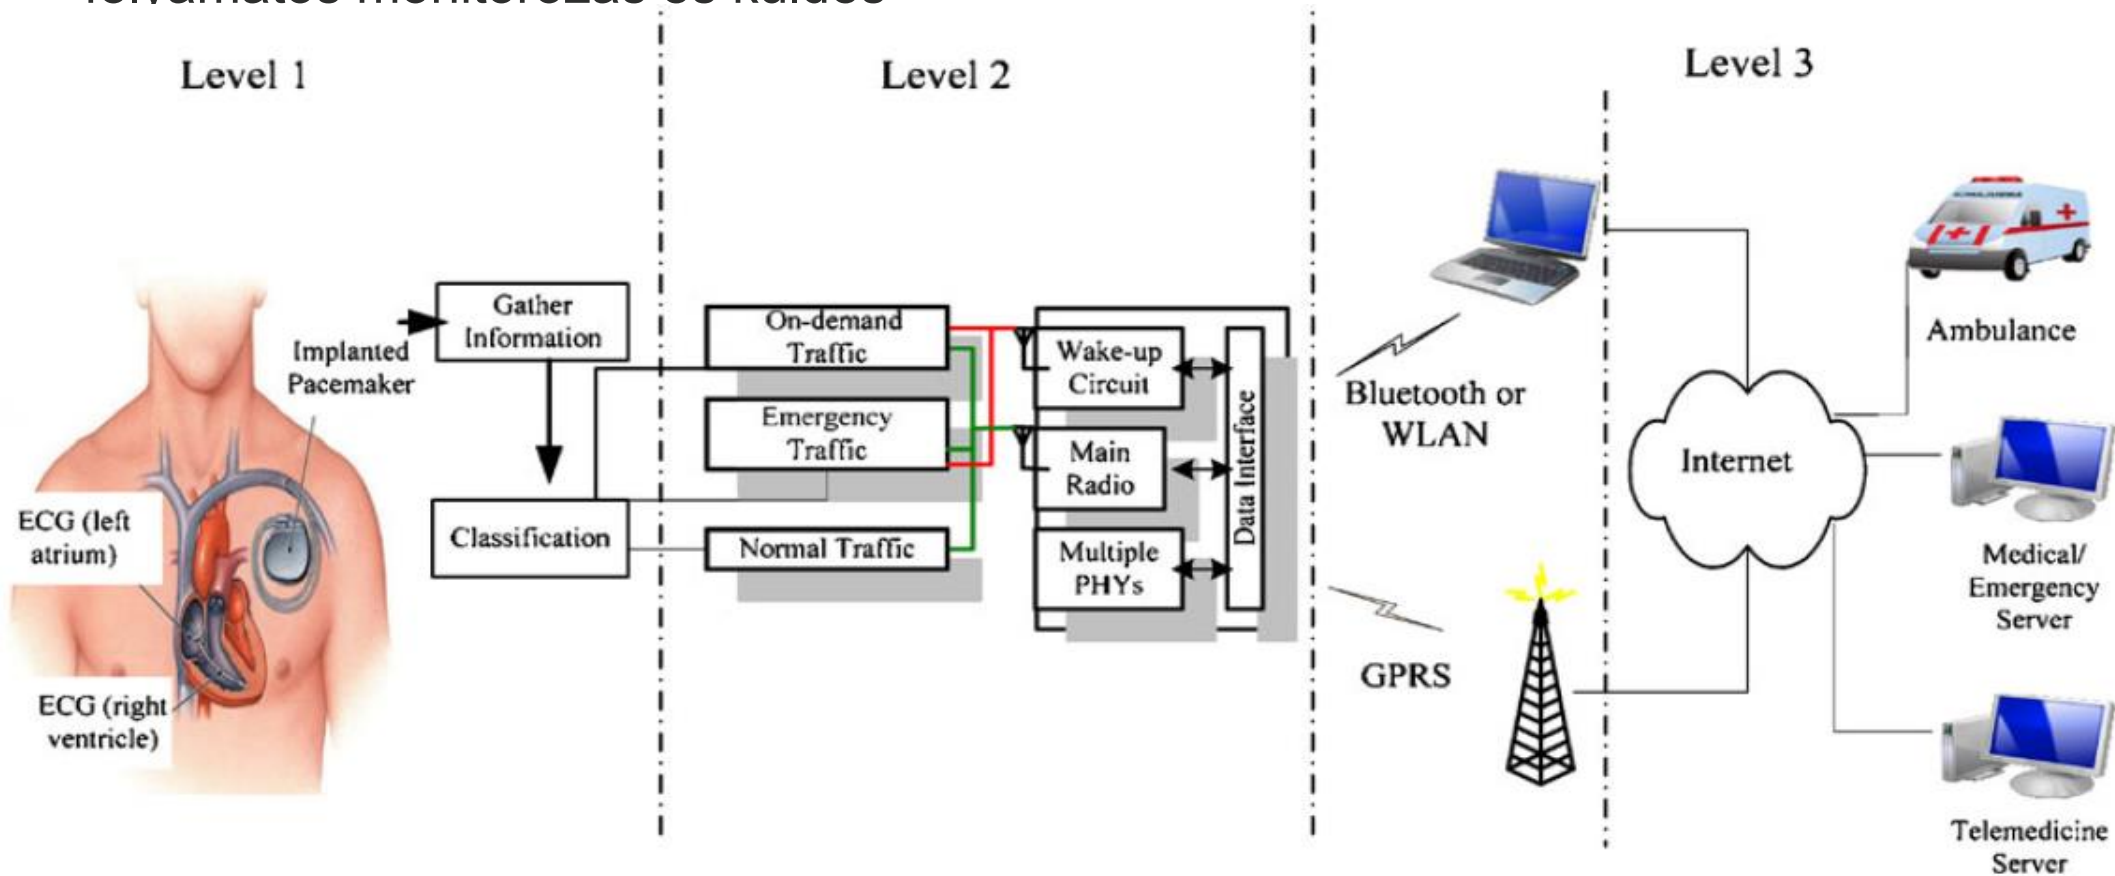 Level 1
Level 2
Level 3
Gather
Information
Implanted
Pacemaker
ECG (left
atrium)
ECG (right
ventricle)
Classification
On-demand
Traffic
Emergency
Traffic
Normal Traffic
Wake-up
Circuit
Main
Radio
Multiple
PHYs
Data Interface
Bluetooth or
WLAN
GPRS
Internet
Ambulance
Medical/
Emergency
Server
Telemedicine
Server